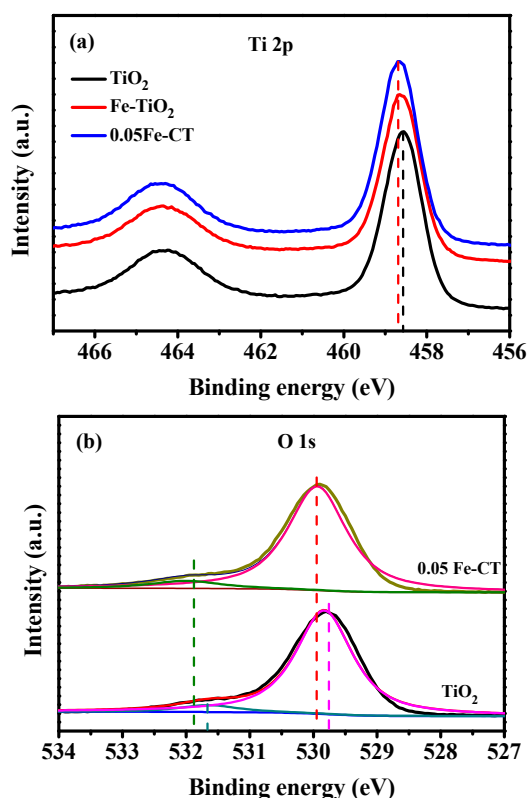 (a)
Ti 2p
TiO₂
Fe-TiO₂
0.05Fe-CT
Intensity (a.u.)
466 464 462 460 458 456
Binding energy (eV)
(b)
O 1s
0.05 Fe-CT
TiO₂
Intensity (a.u.)
534 533 532 531 530 529 528 527
Binding energy (eV)